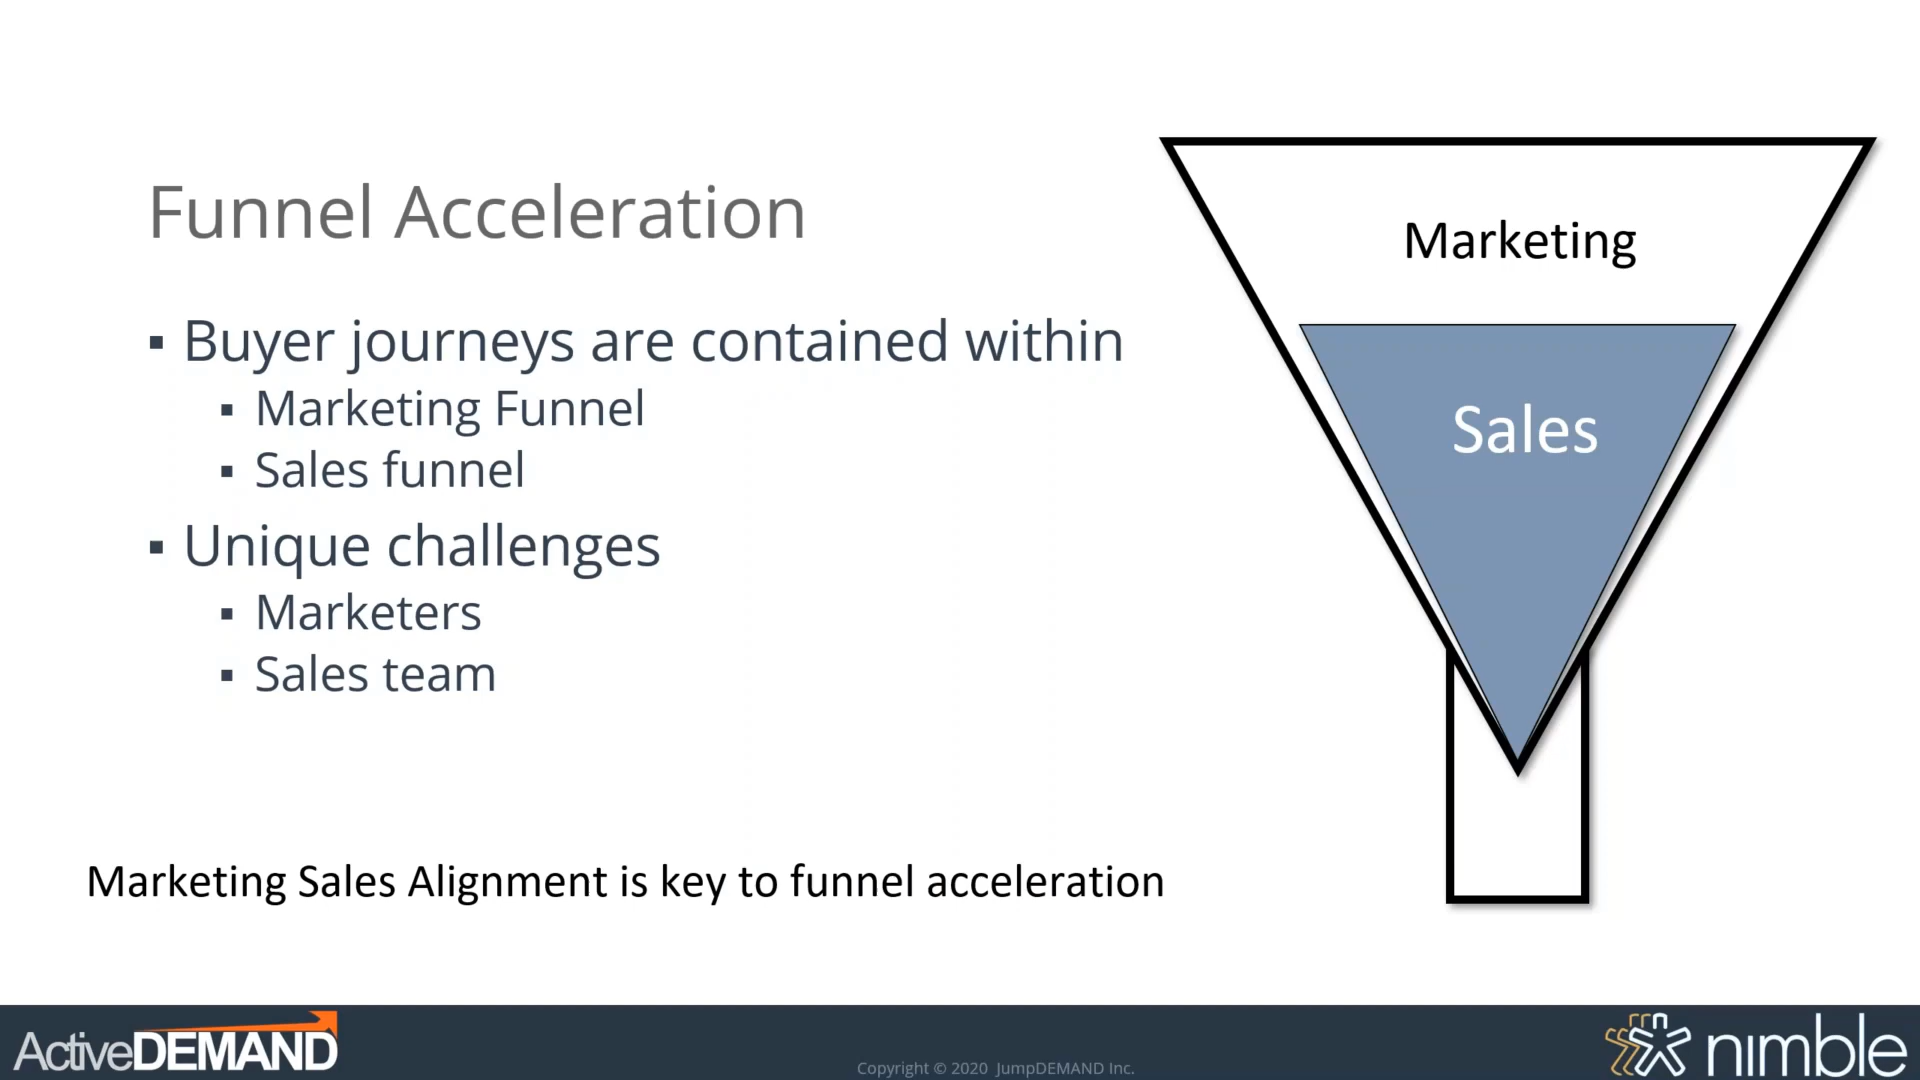 Funnel Acceleration
▪ Buyer journeys are contained within
▪ Marketing Funnel
▪ Sales funnel
▪ Unique challenges
▪ Marketers
▪ Sales team
Marketing Sales Alignment is key to funnel acceleration
Marketing
Sales
ActiveDEMAND
Copyright © 2020 JumpDEMAND Inc.
nimble